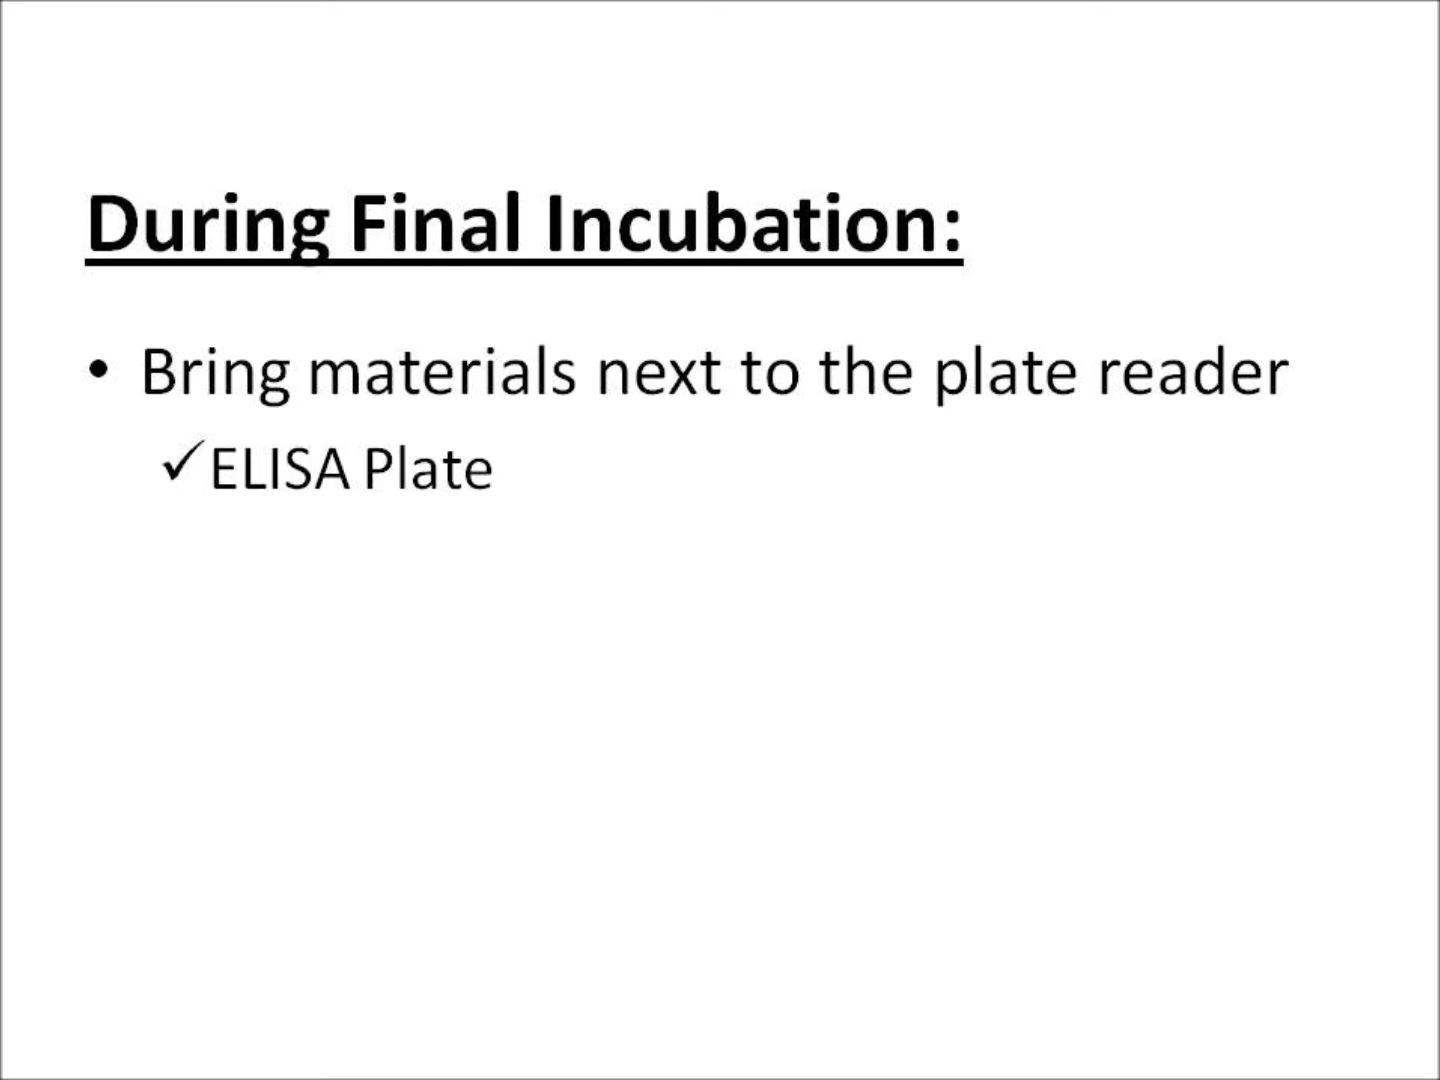 During Final Incubation:
• Bring materials next to the plate reader
✓ELISA Plate